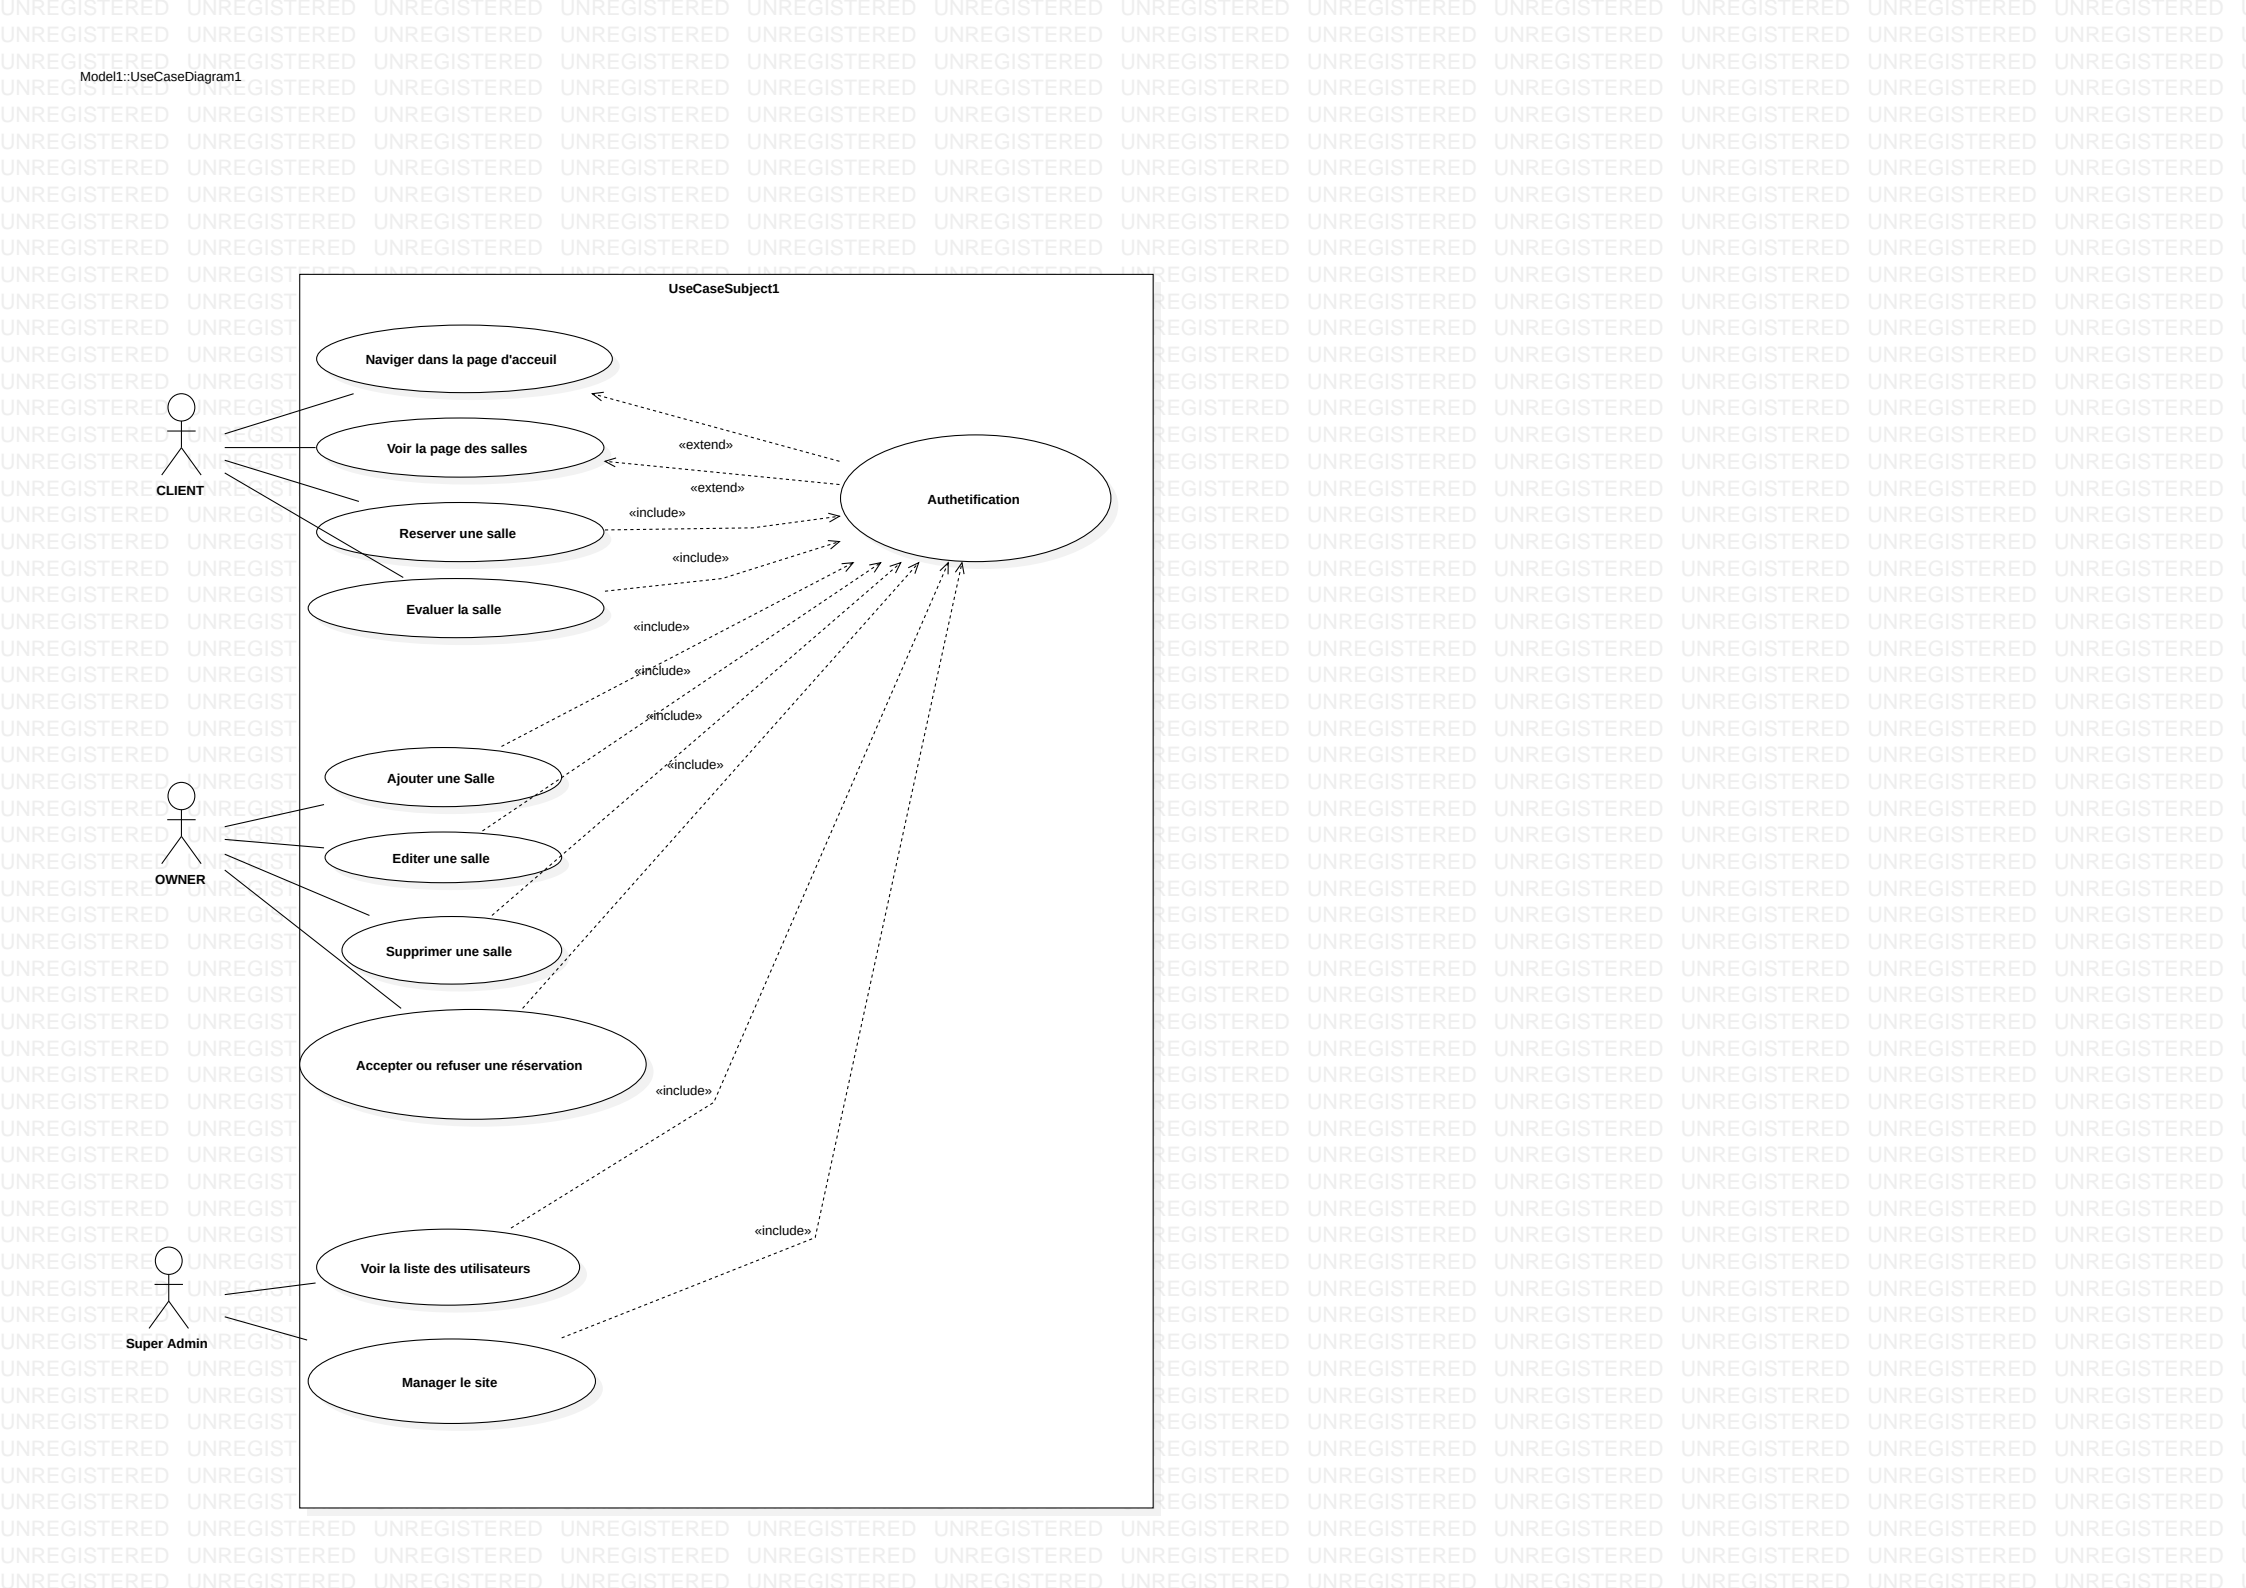 Model1::UseCaseDiagram1
UseCaseSubject1
Naviger dans la page d'acceuil
«extend»
Voir la page des salles
CLIENT
«extend»
Authetification
«include»
Reserver une salle
«include»
Evaluer la salle
«include»
«include»
«include»
«include»
Ajouter une Salle
Editer une salle
OWNER
Supprimer une salle
Accepter ou refuser une réservation
«include»
«include»
Voir la liste des utilisateurs
Super Admin
Manager le site
UNREGISTERED